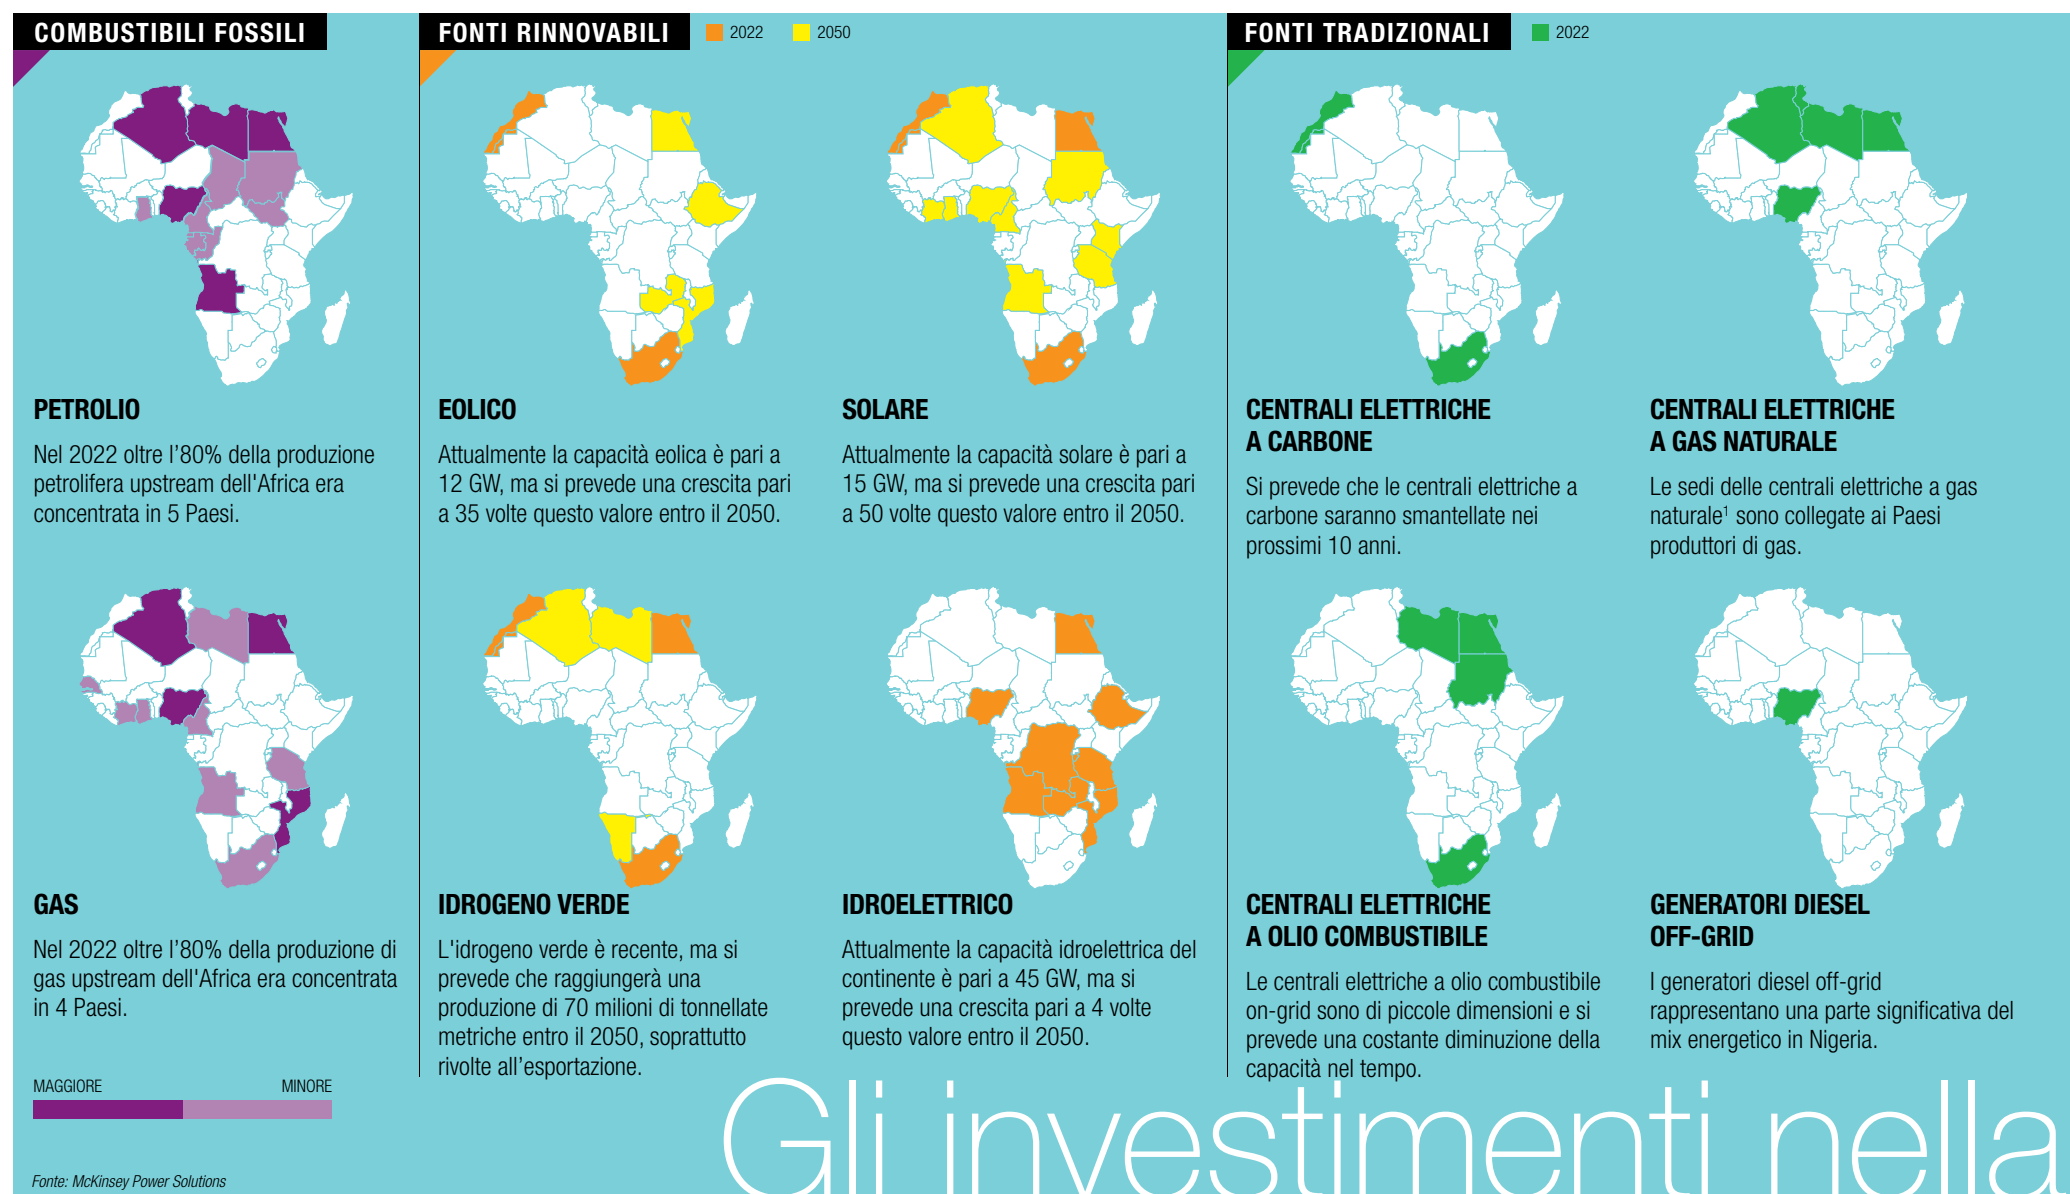 COMBUSTIBILI FOSSILI
PETROLIO
Nel 2022 oltre l’80% della produzione
petrolifera upstream dell'Africa era
concentrata in 5 Paesi.
GAS
Nel 2022 oltre l’80% della produzione di
gas upstream dell'Africa era concentrata
in 4 Paesi.
MAGGIORE MINORE
FONTI RINNOVABILI 2022 2050
EOLICO
Attualmente la capacità eolica è pari a
12 GW, ma si prevede una crescita pari
a 35 volte questo valore entro il 2050.
SOLARE
Attualmente la capacità solare è pari a
15 GW, ma si prevede una crescita pari
a 50 volte questo valore entro il 2050.
IDROGENO VERDE
L'idrogeno verde è recente, ma si
prevede che raggiungerà una
produzione di 70 milioni di tonnellate
metriche entro il 2050, soprattutto
rivolte all’esportazione.
IDROELETTRICO
Attualmente la capacità idroelettrica del
continente è pari a 45 GW, ma si
prevede una crescita pari a 4 volte
questo valore entro il 2050.
FONTI TRADIZIONALI 2022
CENTRALI ELETTRICHE
A CARBONE
Si prevede che le centrali elettriche a
carbone saranno smantellate nei
prossimi 10 anni.
CENTRALI ELETTRICHE
A GAS NATURALE
Le sedi delle centrali elettriche a gas
naturale¹ sono collegate ai Paesi
produttori di gas.
CENTRALI ELETTRICHE
A OLIO COMBUSTIBILE
Le centrali elettriche a olio combustibile
on-grid sono di piccole dimensioni e si
prevede una costante diminuzione della
capacità nel tempo.
GENERATORI DIESEL
OFF-GRID
I generatori diesel off-grid
rappresentano una parte significativa del
mix energetico in Nigeria.
Gli investimenti nella
Fonte: McKinsey Power Solutions